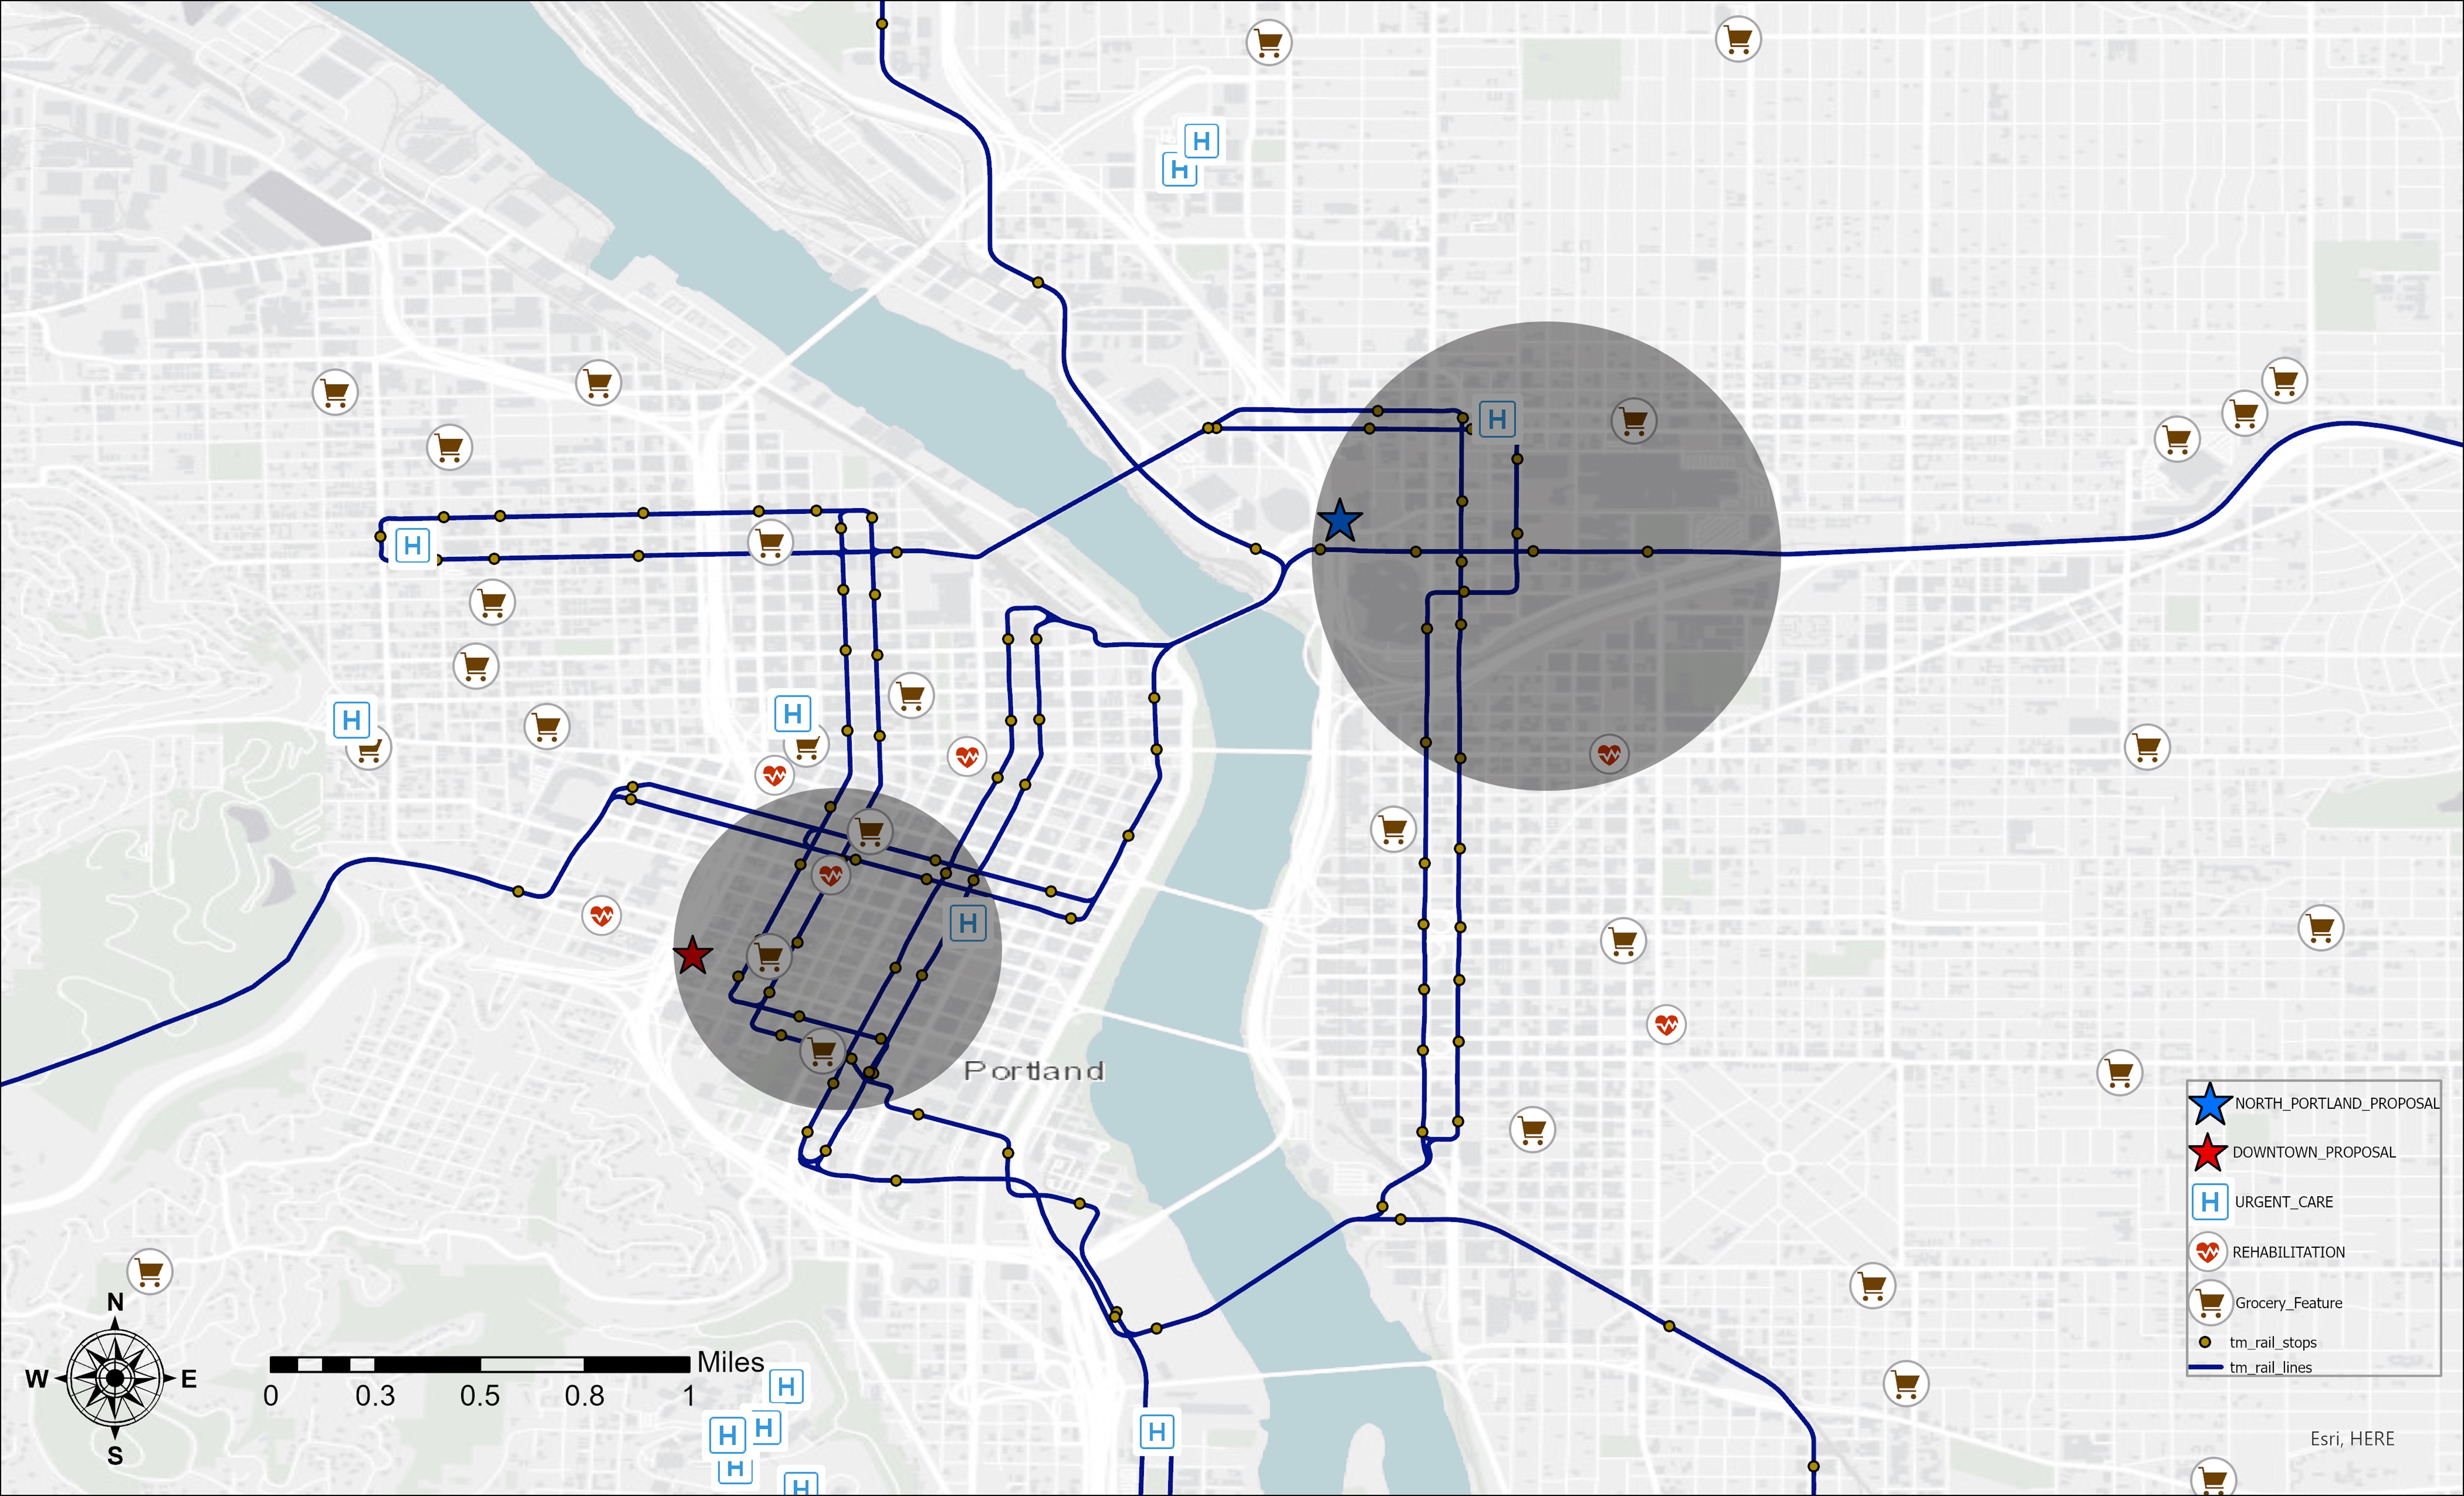 H
H
H
H
H
H
H
H
Portland
NORTH_PORTLAND_PROPOSAL
DOWNTOWN_PROPOSAL
H URGENT_CARE
REHABILITATION
Grocery_Feature
tm_rail_stops
tm_rail_lines
N
W E
S
Miles
0 0.3 0.5 0.8 1
H
H
H
H
H
H
Esri, HERE